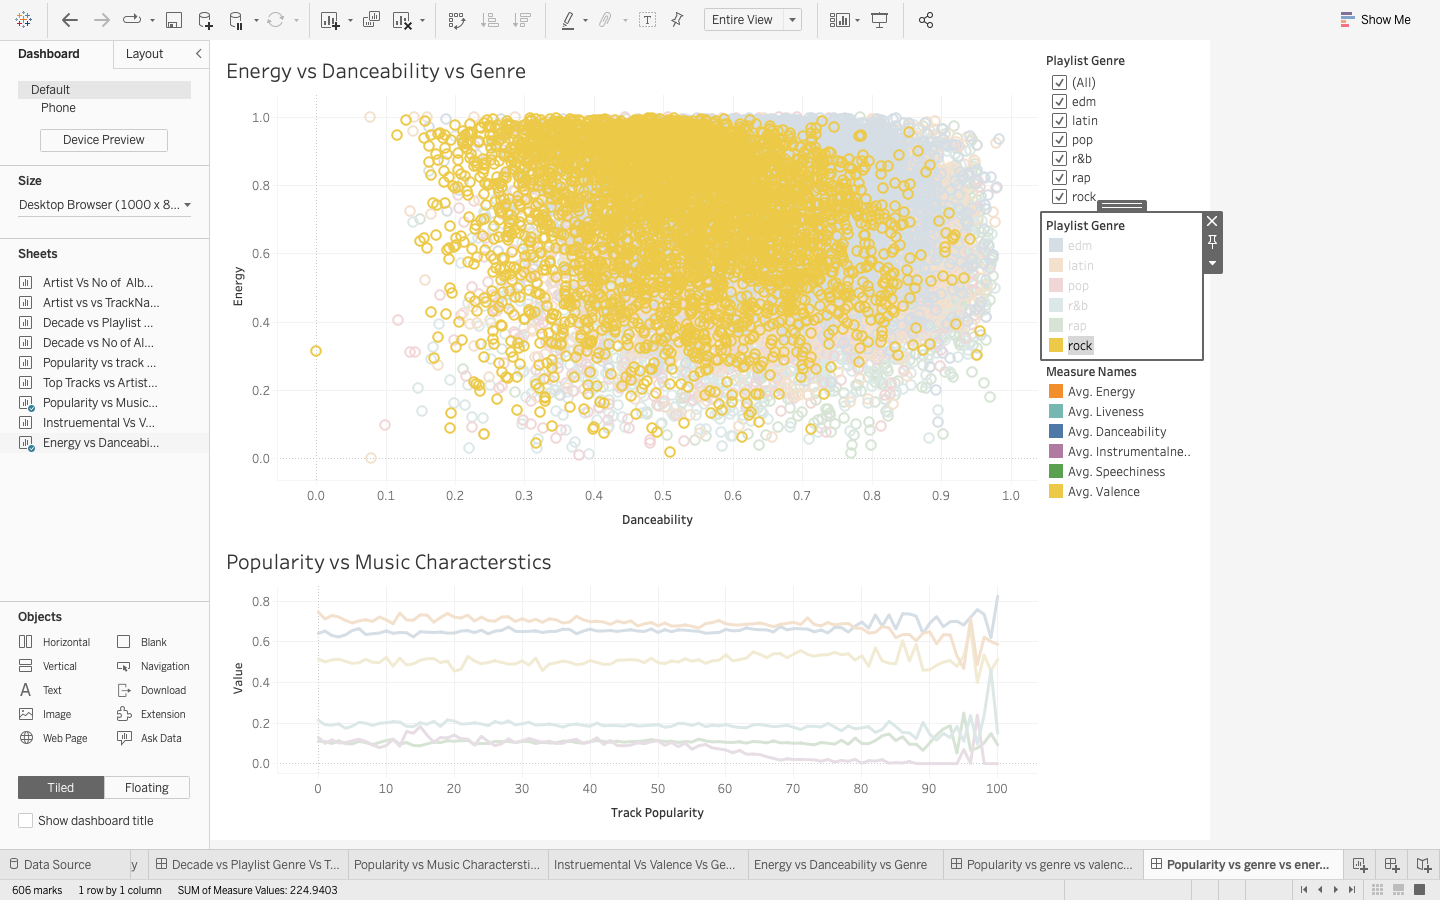 Entire View
Show Me
Dashboard
Layout
Default
Phone
Device Preview
Size
Desktop Browser (1000 x 8...
Sheets
Artist Vs No of Alb...
Artist vs vs TrackNa...
Decade vs Playlist ...
Decade vs No of Al...
Popularity vs track ...
Top Tracks vs Artist...
Popularity vs Music...
Instruemental Vs V...
Energy vs Danceabi...
Objects
Horizontal
Blank
Vertical
Navigation
Text
Download
Image
Extension
Web Page
Ask Data
Tiled
Floating
Show dashboard title
Energy vs Danceability vs Genre
1.0
0.8
0.6
0.4
0.2
0.0
Energy
0.0 0.1 0.2 0.3 0.4 0.5 0.6 0.7 0.8 0.9 1.0
Danceability
Popularity vs Music Characterstics
0.8
0.6
0.4
0.2
0.0
Value
0 10 20 30 40 50 60 70 80 90 100
Track Popularity
Playlist Genre
(All)
edm
latin
pop
r&b
rap
rock
Playlist Genre
edm
latin
pop
r&b
rap
rock
Measure Names
Avg. Energy
Avg. Liveness
Avg. Danceability
Avg. Instrumentalne..
Avg. Speechiness
Avg. Valence
Data Source
y
Decade vs Playlist Genre Vs T...
Popularity vs Music Charactersti...
Instruemental Vs Valence Vs Ge...
Energy vs Danceability vs Genre
Popularity vs genre vs valenc...
Popularity vs genre vs ener...
606 marks
1 row by 1 column
SUM of Measure Values: 224.9403